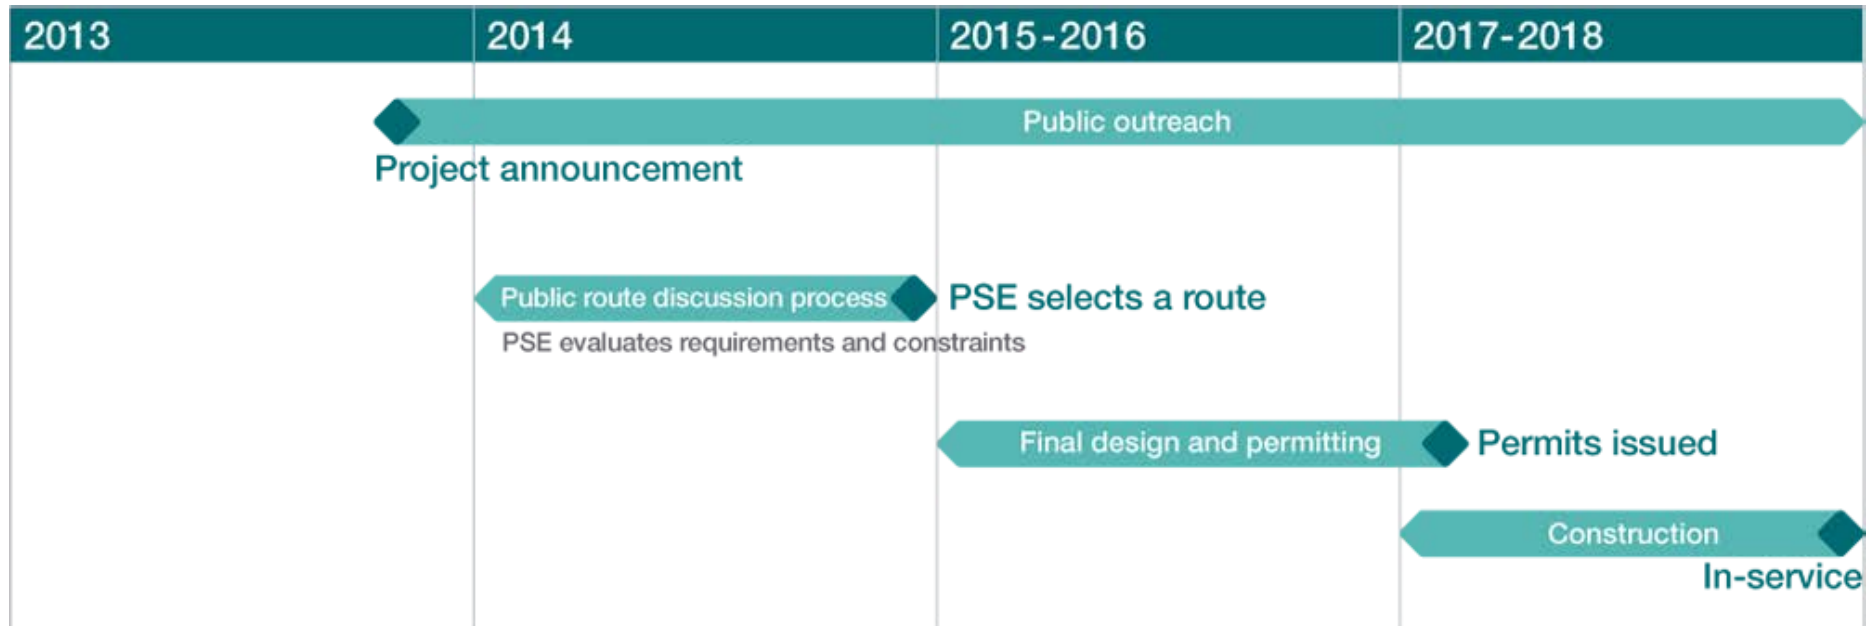 2013
2014
2015-2016
2017-2018
Public outreach
Project announcement
Public route discussion process
PSE selects a route
PSE evaluates requirements and constraints
Final design and permitting
Permits issued
Construction
In-service